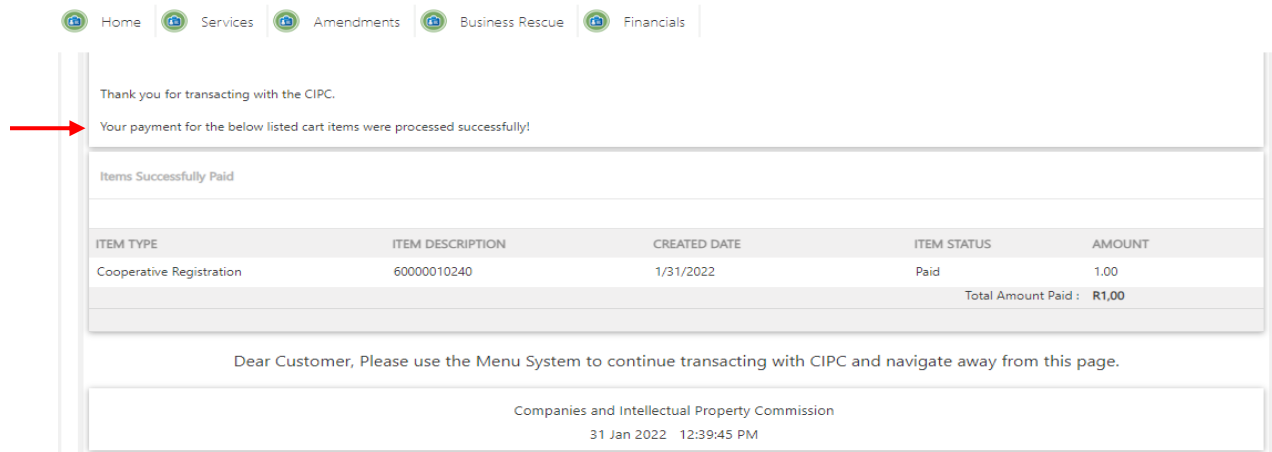 Home Services Amendments Business Rescue Financials
Thank you for transacting with the CIPC.
Your payment for the below listed cart items were processed successfully!
Items Successfully Paid
ITEM TYPE ITEM DESCRIPTION CREATED DATE ITEM STATUS AMOUNT
Cooperative Registration 60000010240 1/31/2022 Paid 1.00
Total Amount Paid : R1,00
Dear Customer, Please use the Menu System to continue transacting with CIPC and navigate away from this page.
Companies and Intellectual Property Commission
31 Jan 2022 12:39:45 PM